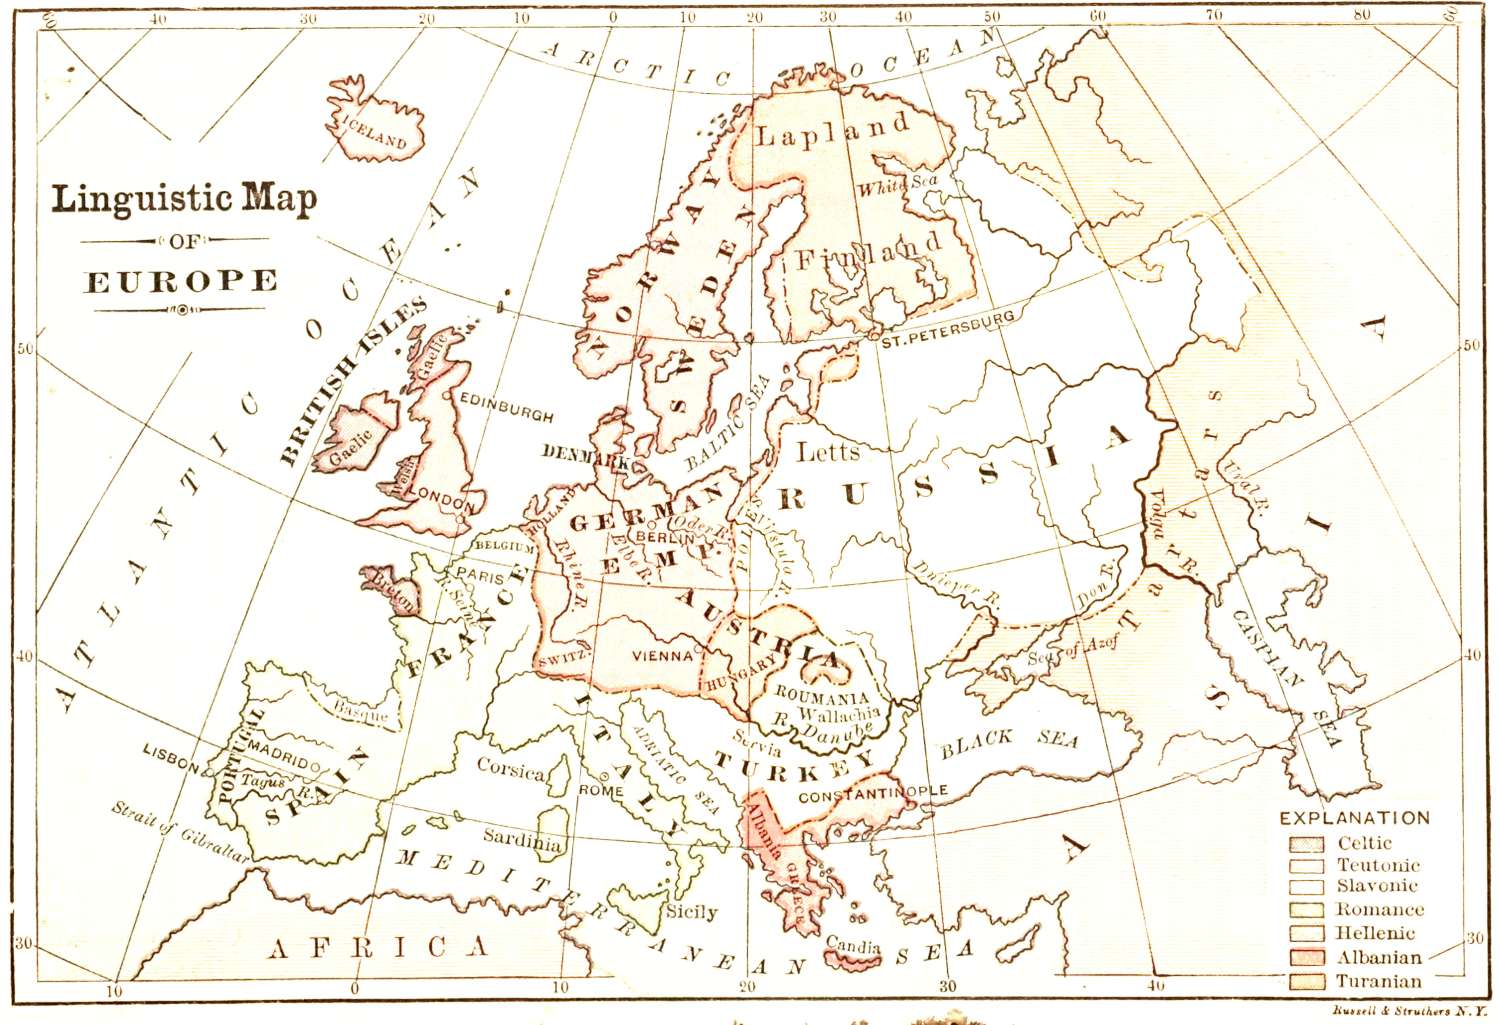 60 40 30 20 10 0 10 20 30 40 50 60 70 80 60
ARCTIC OCEAN
ICELAND
Lapland
White Sea
Linguistic Map
OF
EUROPE
NORWAY
SWEDEN
Finland
ATLANTIC OCEAN
BRITISH ISLES
ST. PETERSBURG
50
50
Gaelic
EDINBURGH
BALTIC SEA
DENMARK
Gaelic
Letts
RUSSIA
ASIA
Tartars
Ural R.
Volga
Welsh
LONDON
HOLLAND
GERMAN EMP.
Oder R.
BERLIN
Elbe R.
Rhine R.
POLES
Vistula R.
BELGIUM
PARIS
R. Seine
Breton
FRANCE
Dnieper R.
Don R.
AUSTRIA
Sea of Azof
CASPIAN SEA
40
40
SWITZ.
VIENNA
HUNGARY
ROUMANIA
Wallachia
R. Danube
Basque
PORTUGAL
MADRID
LISBON
Tagus R.
SPAIN
ITALY
ADRIATIC SEA
Servia
TURKEY
BLACK SEA
Corsica
ROME
CONSTANTINOPLE
Strait of Gibraltar
Sardinia
Albania
GREECE
MEDITERRANEAN SEA
Sicily
Candia
AFRICA
30
30
EXPLANATION
Celtic
Teutonic
Slavonic
Romance
Hellenic
Albanian
Turanian
10 0 10 20 30 40
Russell & Struthers N.Y.